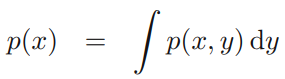 p(x) = ∫ p(x, y) dy